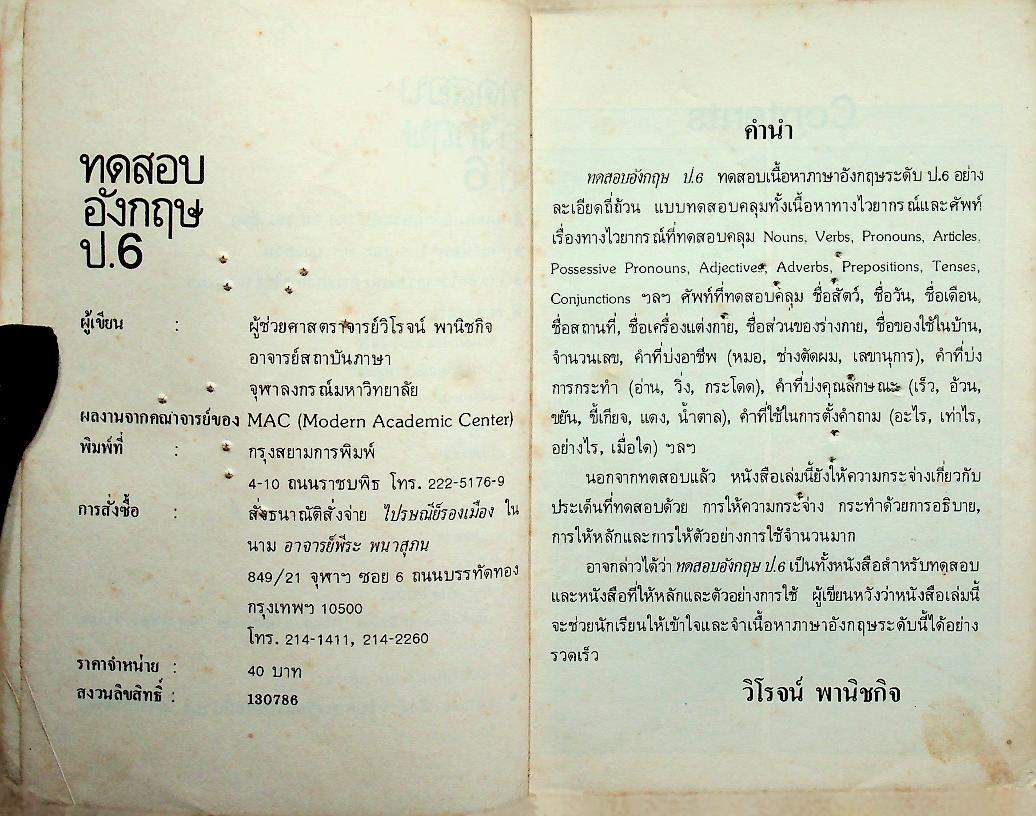 ทดสอบ
อังกฤษ
ป.6
ผู้เขียน : ผู้ช่วยศาสตราจารย์วิโรจน์ พานิชกิจ
อาจารย์สถาบันภาษา
จุฬาลงกรณ์มหาวิทยาลัย
ผลงานจากคณาจารย์ของ MAC (Modern Academic Center)
พิมพ์ที่ : กรุงสยามการพิมพ์
4-10 ถนนราชบพิธ โทร. 222-5176-9
การสั่งซื้อ : สั่งธนาณัติสั่งจ่าย ไปรษณีย์รองเมือง ใน
นาม อาจารย์พีระ พนาสุภน
849/21 จุฬาฯ ซอย 6 ถนนบรรทัดทอง
กรุงเทพฯ 10500
โทร. 214-1411, 214-2260
ราคาจำหน่าย : 40 บาท
สงวนลิขสิทธิ์ : 130786
คำนำ
ทดสอบอังกฤษ ป.6 ทดสอบเนื้อหาภาษาอังกฤษระดับ ป.6 อย่าง
ละเอียดถี่ถ้วน แบบทดสอบคลุมทั้งเนื้อหาทางไวยากรณ์และศัพท์
เรื่องทางไวยากรณ์ที่ทดสอบคลุม Nouns, Verbs, Pronouns, Articles,
Possessive Pronouns, Adjectives, Adverbs, Prepositions, Tenses,
Conjunctions ฯลฯ ศัพท์ที่ทดสอบคลุม ชื่อสัตว์, ชื่อวัน, ชื่อเดือน,
ชื่อสถานที่, ชื่อเครื่องแต่งกาย, ชื่อส่วนของร่างกาย, ชื่อของใช้ในบ้าน,
จำนวนเลข, คำที่บ่งอาชีพ (หมอ, ช่างตัดผม, เลขานุการ), คำที่บ่ง
การกระทำ (อ่าน, วิ่ง, กระโดด), คำที่บ่งคุณลักษณะ (เร็ว, อ้วน,
ขยัน, ขี้เกียจ, แดง, น้ำตาล), คำที่ใช้ในการตั้งคำถาม (อะไร, เท่าไร,
อย่างไร, เมื่อใด) ฯลฯ
นอกจากทดสอบแล้ว หนังสือเล่มนี้ยังให้ความกระจ่างเกี่ยวกับ
ประเด็นที่ทดสอบด้วย การให้ความกระจ่าง กระทำด้วยการอธิบาย,
การให้หลักและการให้ตัวอย่างการใช้จำนวนมาก
อาจกล่าวได้ว่า ทดสอบอังกฤษ ป.6 เป็นทั้งหนังสือสำหรับทดสอบ
และหนังสือที่ให้หลักและตัวอย่างการใช้ ผู้เขียนหวังว่าหนังสือเล่มนี้
จะช่วยนักเรียนให้เข้าใจและจำเนื้อหาภาษาอังกฤษระดับนี้ได้อย่าง
รวดเร็ว
วิโรจน์ พานิชกิจ